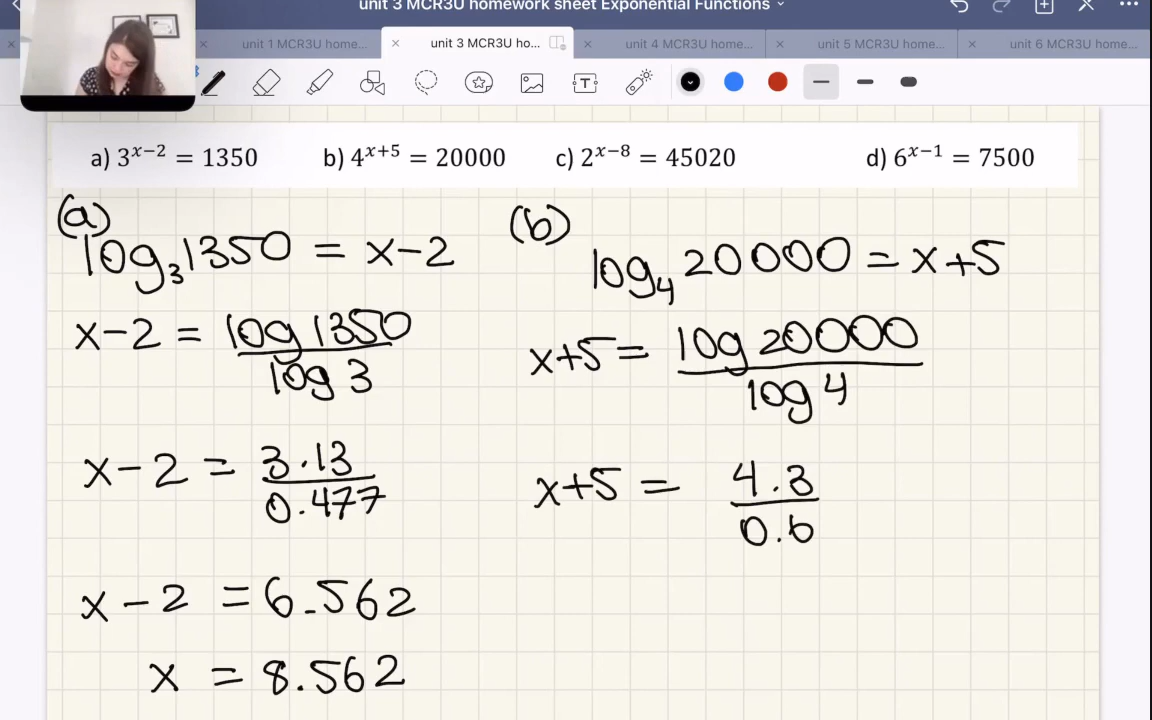 unit 3 MCR3U homework sheet Exponential Functions
unit 1 MCR3U home...
unit 3 MCR3U ho...
unit 4 MCR3U home...
unit 5 MCR3U home...
unit 6 MCR3U home...
a) 3^{x−2} = 1350 b) 4^{x+5} = 20000 c) 2^{x−8} = 45020 d) 6^{x−1} = 7500
(a)
log₃1350 = x−2
x−2 = log 1350 / log 3
x−2 = 3.13 / 0.477
x−2 = 6.562
x = 8.562
(b)
log₄20000 = x+5
x+5 = log 20000 / log 4
x+5 = 4.3 / 0.6